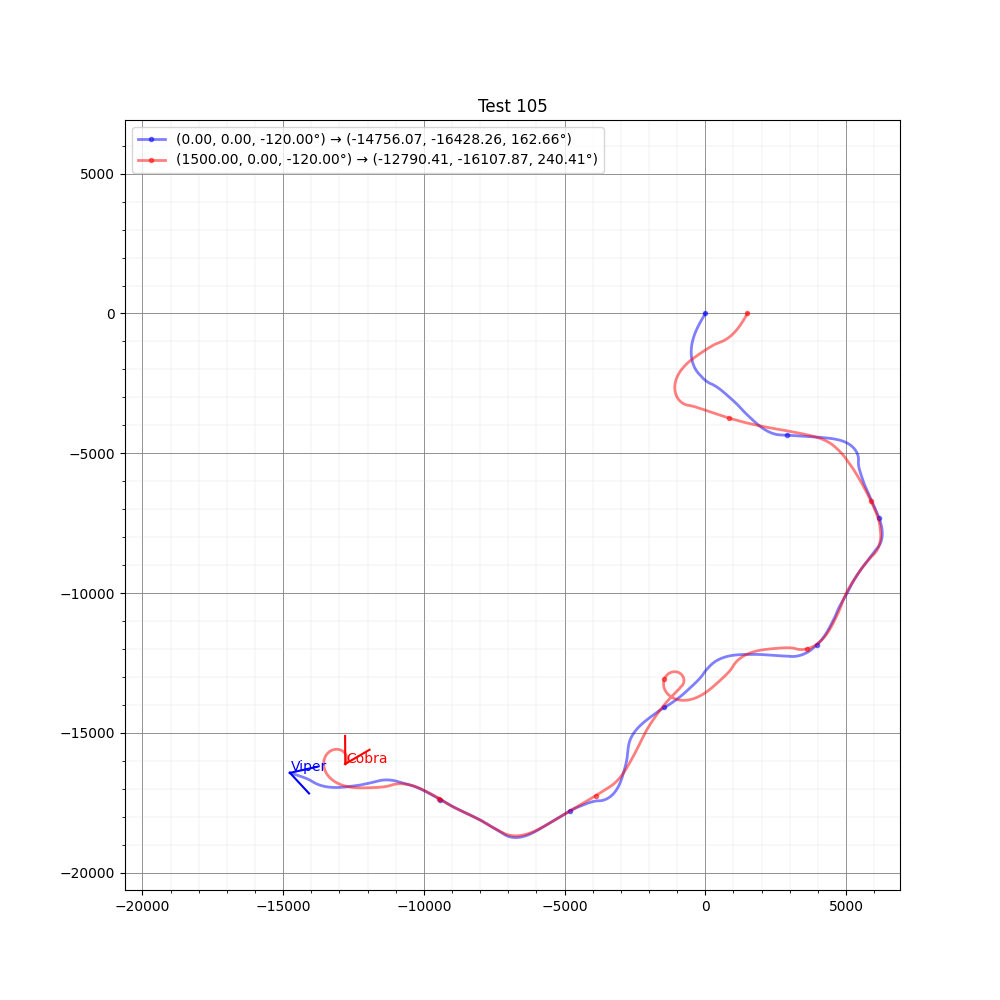 Test 105
(0.00, 0.00, -120.00°) → (-14756.07, -16428.26, 162.66°)
(1500.00, 0.00, -120.00°) → (-12790.41, -16107.87, 240.41°)
5000
0
−5000
−10000
−15000
−20000
Viper
Cobra
−20000 −15000 −10000 −5000 0 5000